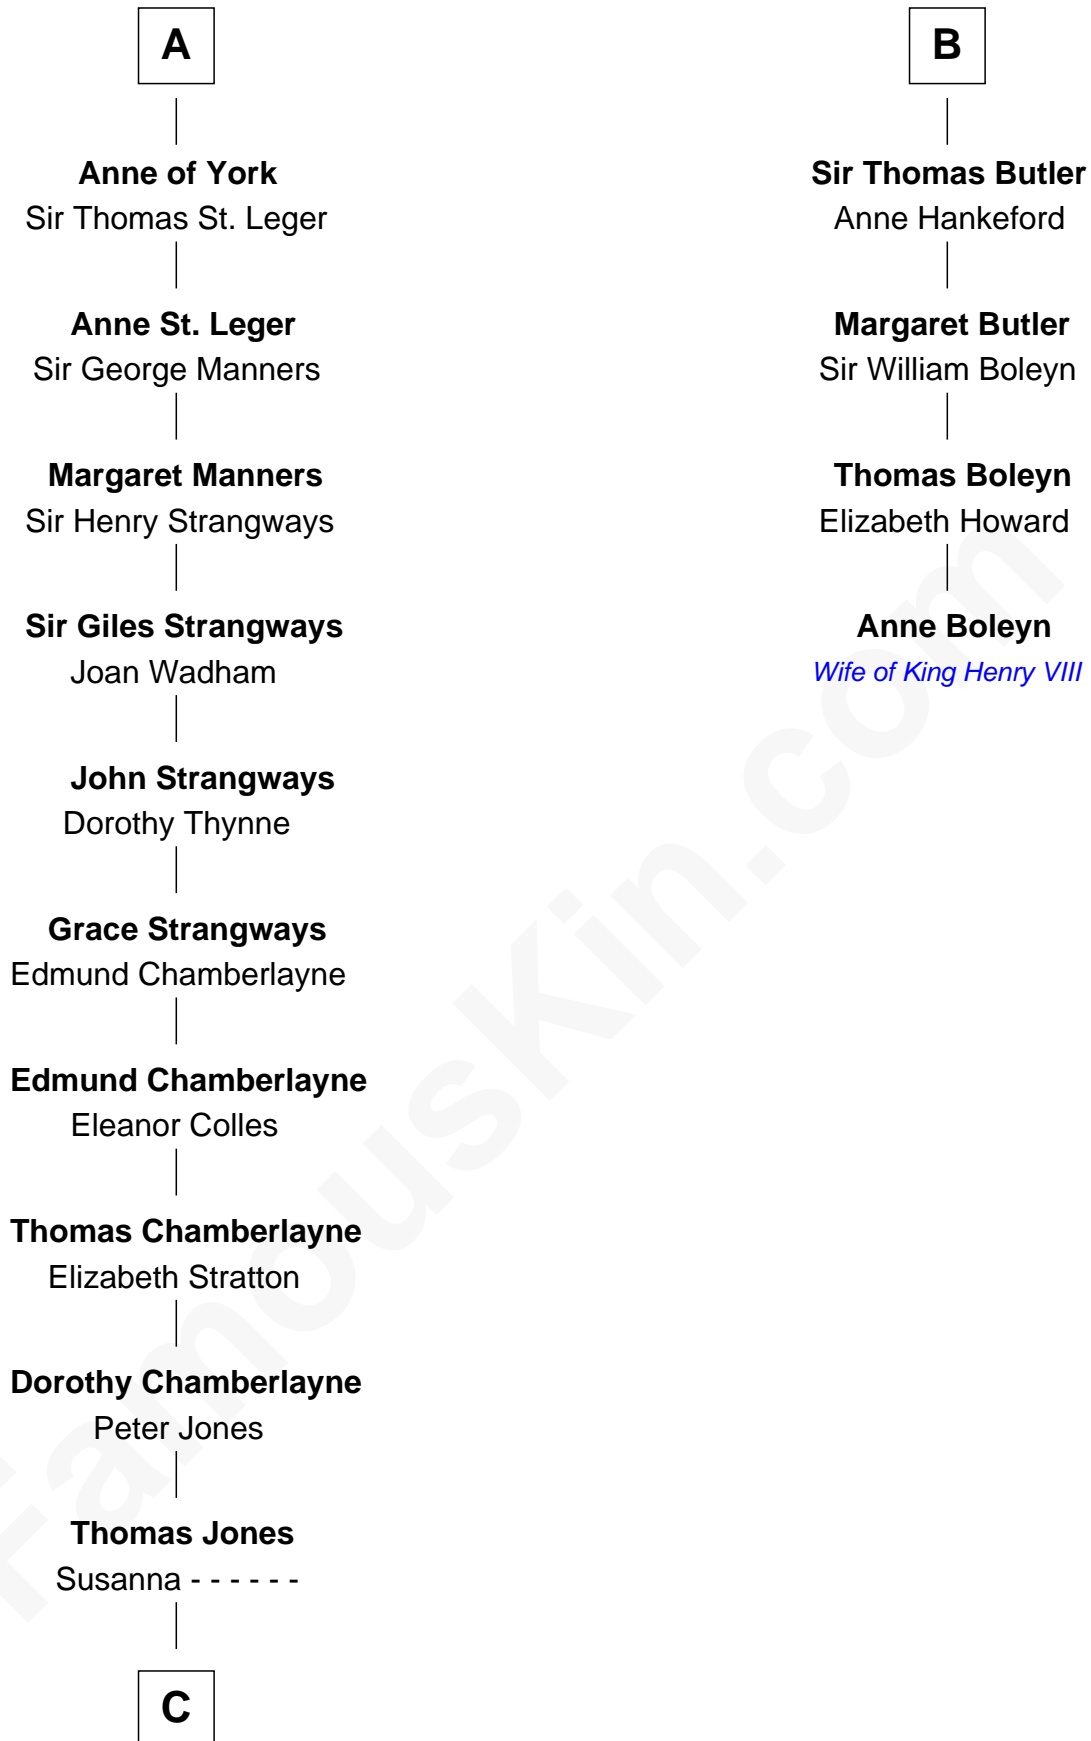 A
Anne of York
Sir Thomas St. Leger
Anne St. Leger
Sir George Manners
Margaret Manners
Sir Henry Strangways
Sir Giles Strangways
Joan Wadham
John Strangways
Dorothy Thynne
Grace Strangways
Edmund Chamberlayne
Edmund Chamberlayne
Eleanor Colles
Thomas Chamberlayne
Elizabeth Stratton
Dorothy Chamberlayne
Peter Jones
Thomas Jones
Susanna - - - - - -
C
B
Sir Thomas Butler
Anne Hankeford
Margaret Butler
Sir William Boleyn
Thomas Boleyn
Elizabeth Howard
Anne Boleyn
Wife of King Henry VIII
FamousKin.com